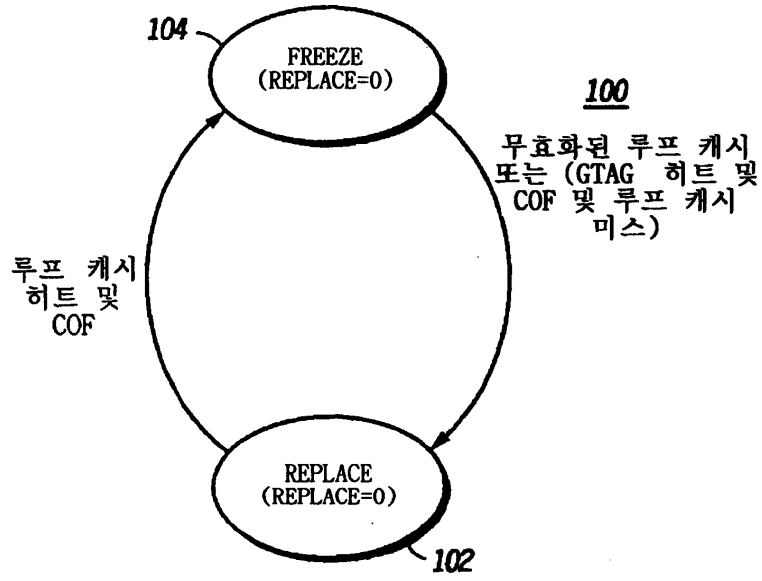 104
FREEZE
(REPLACE=0)
100
무효화된 루프 캐시
또는 (GTAG 히트 및
COF 및 루프 캐시
미스)
루프 캐시
히트 및
COF
REPLACE
(REPLACE=0)
102